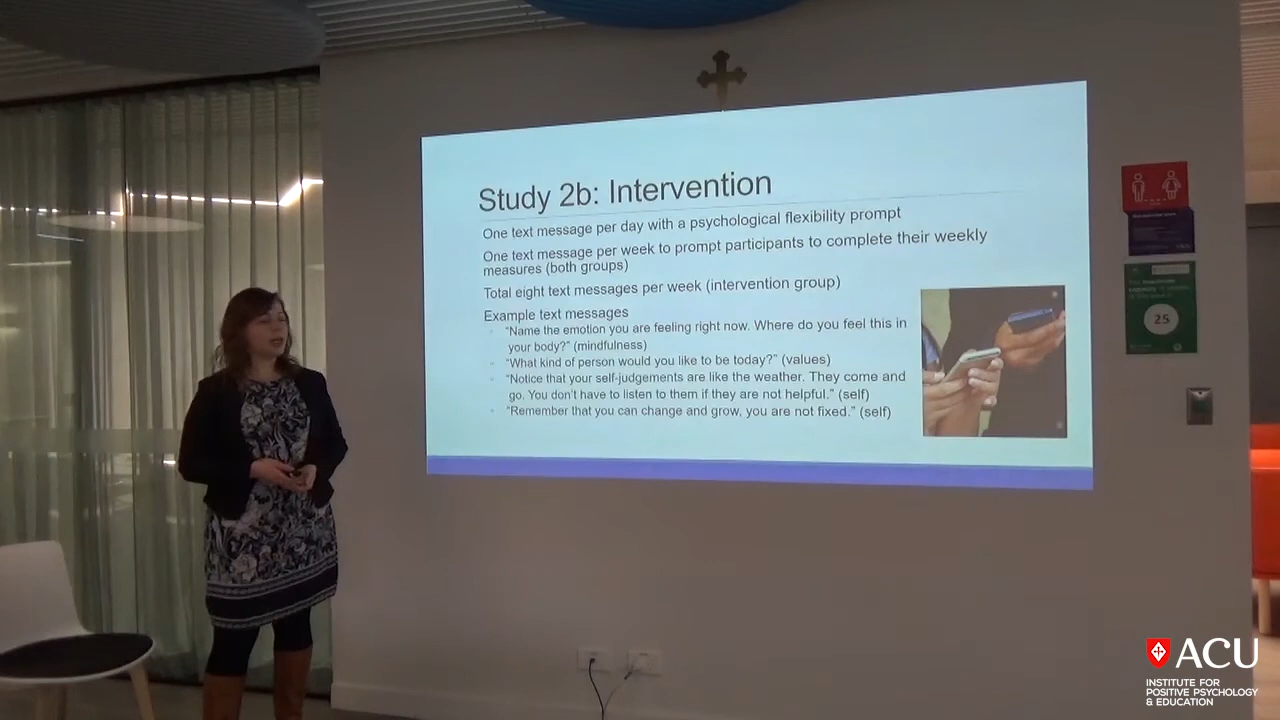 Study 2b: Intervention
One text message per day with a psychological flexibility prompt
One text message per week to prompt participants to complete their weekly
measures (both groups)
Total eight text messages per week (intervention group)
Example text messages
"Name the emotion you are feeling right now. Where do you feel this in
your body?" (mindfulness)
"What kind of person would you like to be today?" (values)
"Notice that your self-judgements are like the weather. They come and
go. You don't have to listen to them if they are not helpful." (self)
"Remember that you can change and grow, you are not fixed." (self)
25
ACU
INSTITUTE FOR
POSITIVE PSYCHOLOGY
& EDUCATION